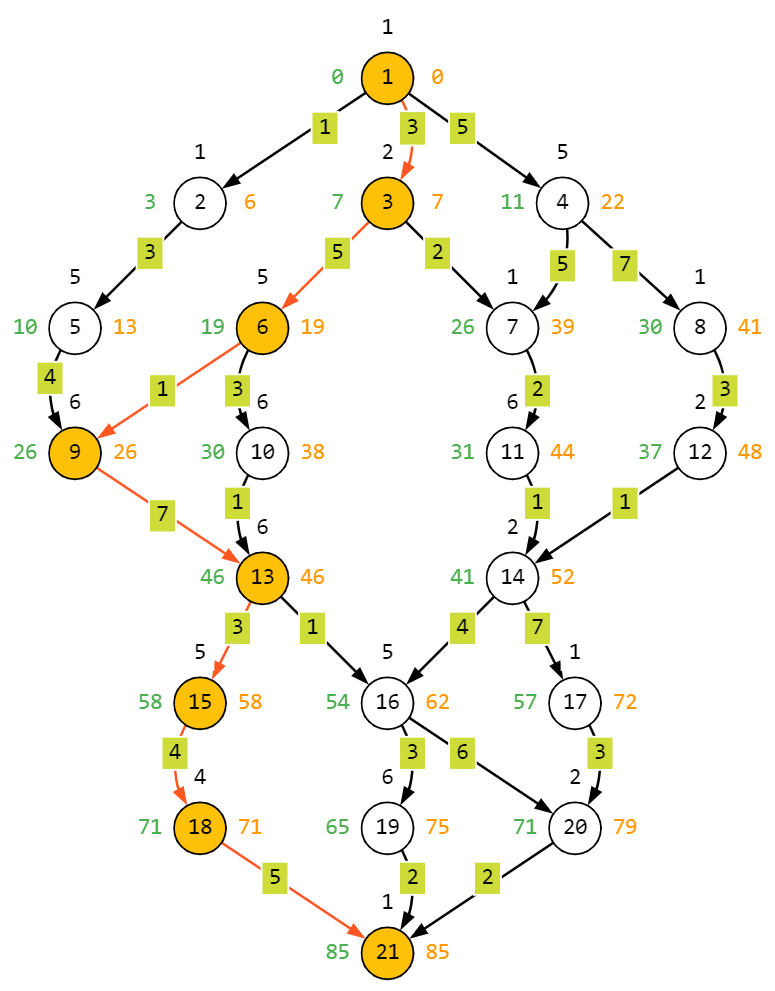 1
0 1 0
1 3 5
1 2 5
3 2 6 7 3 7 11 4 22
3 5 2 5 7
5 5 1 1
10 5 13 19 6 19 26 7 39 30 8 41
4 1 3 2 3
6 6 6 2
26 9 26 30 10 38 31 11 44 37 12 48
7 1 1 1
6 2
46 13 46 41 14 52
3 1 4 7
5 5 1
58 15 58 54 16 62 57 17 72
4 3 6 3
4 6 2
71 18 71 65 19 75 71 20 79
5 2 2
1
85 21 85